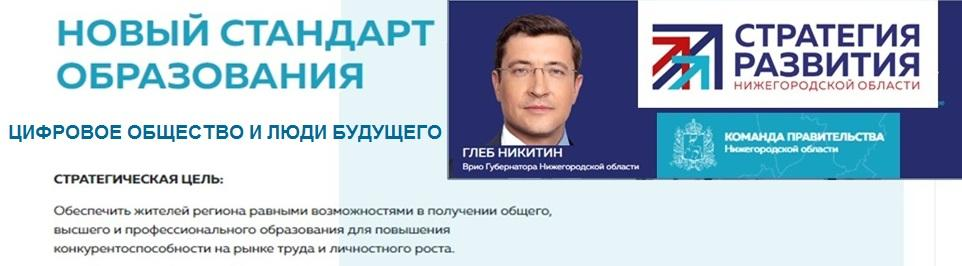 НОВЫЙ СТАНДАРТ
ОБРАЗОВАНИЯ
ЦИФРОВОЕ ОБЩЕСТВО И ЛЮДИ БУДУЩЕГО
СТРАТЕГИЧЕСКАЯ ЦЕЛЬ:
Обеспечить жителей региона равными возможностями в получении общего,
высшего и профессионального образования для повышения
конкурентоспособности на рынке труда и личностного роста.
ГЛЕБ НИКИТИН
Врио Губернатора Нижегородской области
СТРАТЕГИЯ
РАЗВИТИЯ
НИЖЕГОРОДСКОЙ ОБЛАСТИ
КОМАНДА ПРАВИТЕЛЬСТВА
Нижегородской области